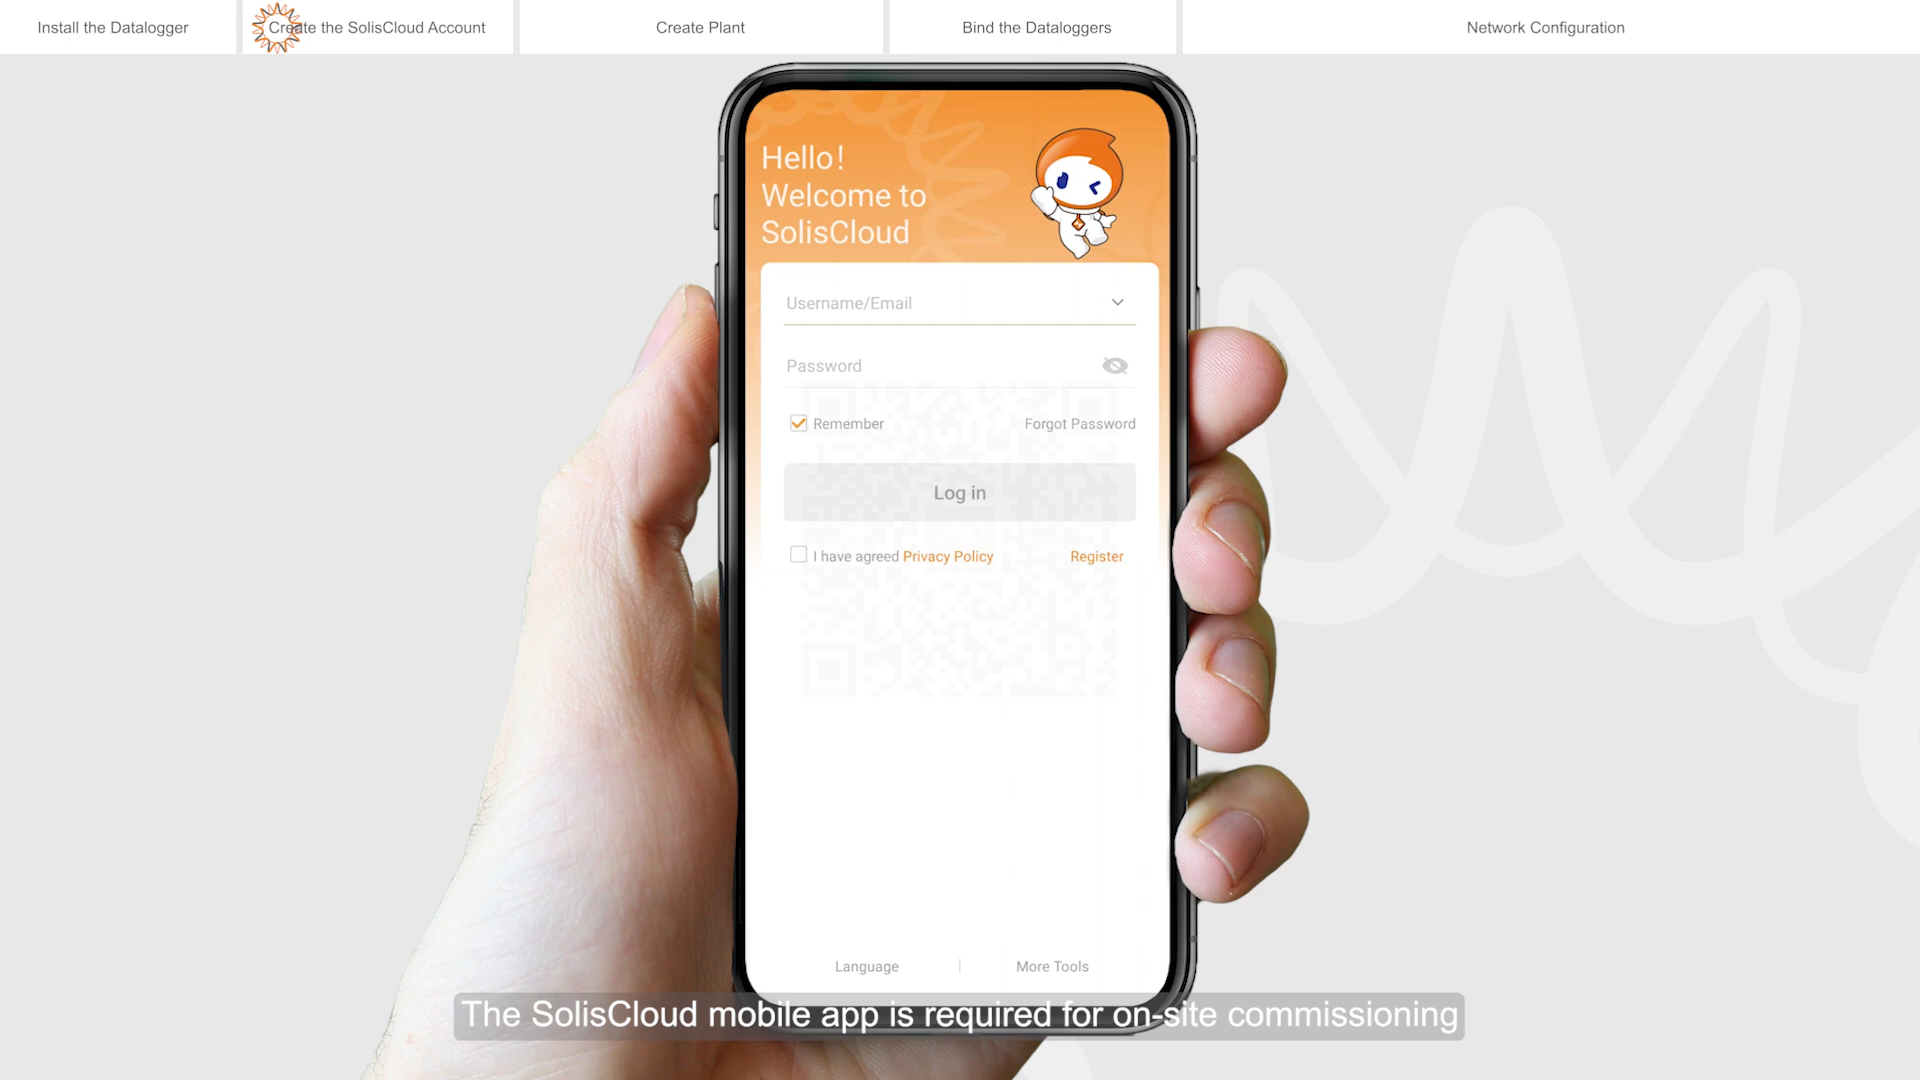 Install the Datalogger
Create the SolisCloud Account
Create Plant
Bind the Dataloggers
Network Configuration
Hello!
Welcome to
SolisCloud
Username/Email
Password
Remember
Forgot Password
Log in
I have agreed Privacy Policy
Register
Language
More Tools
The SolisCloud mobile app is required for on-site commissioning